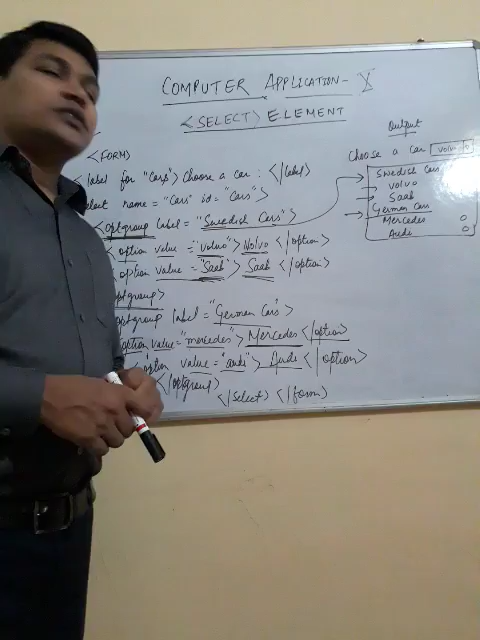 COMPUTER APPLICATION - X
<SELECT> ELEMENT
<FORM>
<label for "Cars"> Choose a car : </label>
select name = "Cars" id = "Cars">
<optgroup label = "Swedish Cars">
<option value = "volvo"> Volvo </option>
<option value = "Saab"> Saab </option>
optgroup>
optgroup label = "German Cars">
option value = "mercedes"> Mercedes </option>
option value = "audi"> Audi </option>
</optgroup>
</select> </form>
Output
Choose a car volvo
Swedish Cars
Volvo
Saab
German Cars
Mercedes
Audi